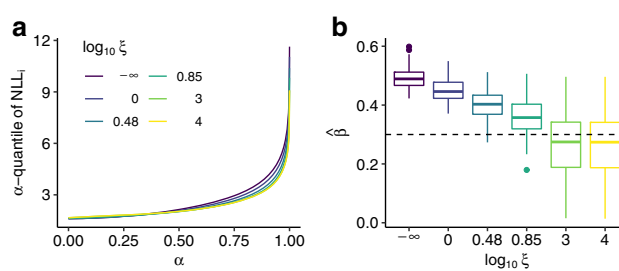 a
α−quantile of NLLᵢ
12
9
6
3
log₁₀ ξ
−∞ 0.85
0 3
0.48 4
0.00 0.25 0.50 0.75 1.00
α
b
β̂
0.6
0.4
0.2
0.0
−∞ 0 0.48 0.85 3 4
log₁₀ ξ